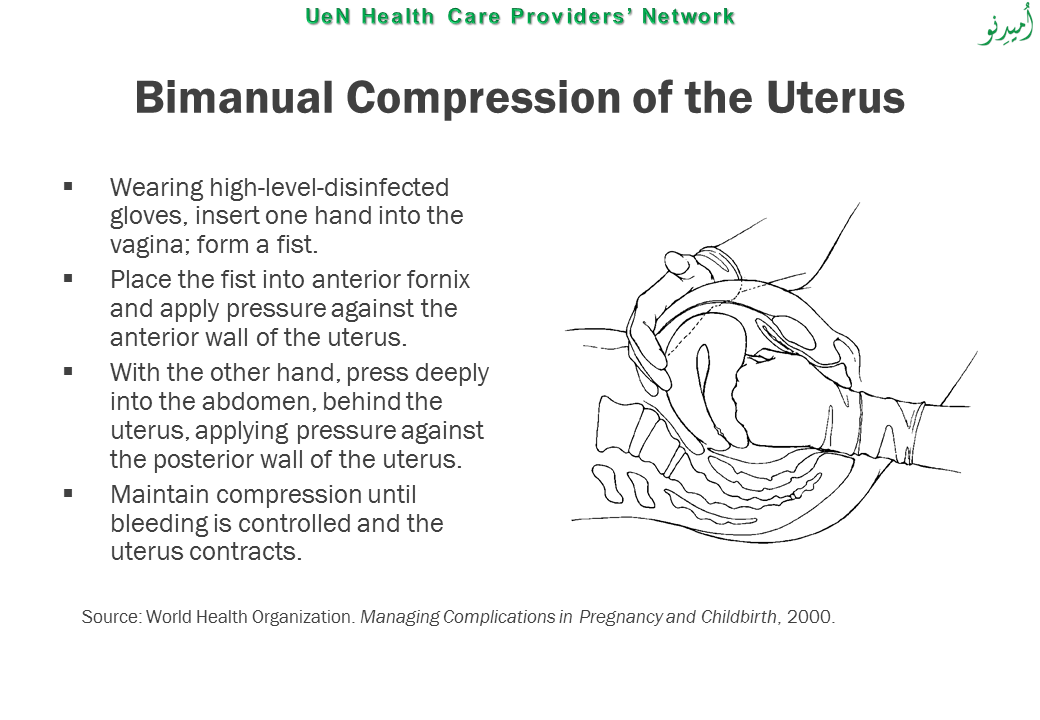 UeN Health Care Providers’ Network
اُميدِنو
Bimanual Compression of the Uterus
▪ Wearing high-level-disinfected
gloves, insert one hand into the
vagina; form a fist.
▪ Place the fist into anterior fornix
and apply pressure against the
anterior wall of the uterus.
▪ With the other hand, press deeply
into the abdomen, behind the
uterus, applying pressure against
the posterior wall of the uterus.
▪ Maintain compression until
bleeding is controlled and the
uterus contracts.
Source: World Health Organization. Managing Complications in Pregnancy and Childbirth, 2000.